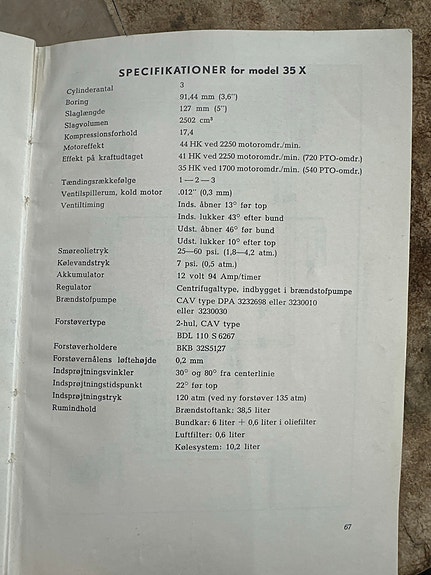 SPECIFIKATIONER for model 35 X
Cylinderantal 3
Boring 91,44 mm (3,6")
Slaglængde 127 mm (5")
Slagvolumen 2502 cm³
Kompressionsforhold 17,4
Motoreffekt 44 HK ved 2250 motoromdr./min.
Effekt på kraftudtaget 41 HK ved 2250 motoromdr./min. (720 PTO-omdr.)
35 HK ved 1700 motoromdr./min. (540 PTO-omdr.)
Tændingsrækkefølge 1—2—3
Ventilspillerum, kold motor .012" (0,3 mm)
Ventiltiming Inds. åbner 13° før top
Inds. lukker 43° efter bund
Udst. åbner 46° før bund
Udst. lukker 10° efter top
Smøreolietryk 25—60 psi. (1,8—4,2 atm.)
Kølevandstryk 7 psi. (0,5 atm.)
Akkumulator 12 volt 94 Amp/timer
Regulator Centrifugaltype, indbygget i brændstofpumpe
Brændstofpumpe CAV type DPA 3232698 eller 3230010
eller 3230030
Forstøvertype 2-hul, CAV type
BDL 110 S 6267
Forstøverholdere BKB 32S5127
Forstøvernålens løftehøjde 0,2 mm
Indsprøjtningsvinkler 30° og 80° fra centerlinie
Indsprøjtningstidspunkt 22° før top
Indsprøjtningstryk 120 atm (ved ny forstøver 135 atm)
Rumindhold Brændstoftank: 38,5 liter
Bundkar: 6 liter + 0,6 liter i oliefilter
Luftfilter: 0,6 liter
Kølesystem: 10,2 liter
67